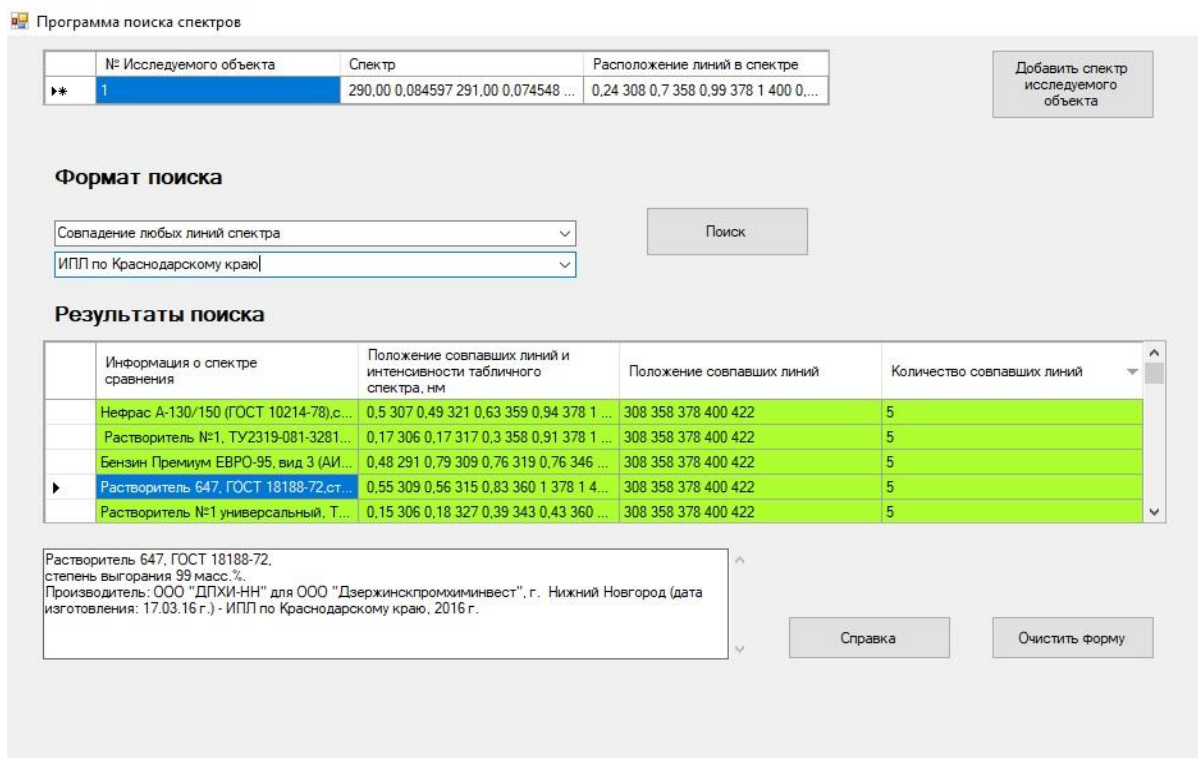 Программа поиска спектров
№ Исследуемого объекта Спектр Расположение линий в спектре
1 290,00 0,084597 291,00 0,074548 ... 0,24 308 0,7 358 0,99 378 1 400 0,...
Добавить спектр
исследуемого
объекта
Формат поиска
Совпадение любых линий спектра
Поиск
ИПЛ по Краснодарскому краю
Результаты поиска
Информация о спектре
сравнения
Положение совпавших линий и
интенсивности табличного
спектра, нм
Положение совпавших линий
Количество совпавших линий
Нефрас А-130/150 (ГОСТ 10214-78),с... 0,5 307 0,49 321 0,63 359 0,94 378 1 ... 308 358 378 400 422 5
Растворитель №1, ТУ2319-081-3281... 0,17 306 0,17 317 0,3 358 0,91 378 1 ... 308 358 378 400 422 5
Бензин Премиум ЕВРО-95, вид 3 (АИ... 0,48 291 0,79 309 0,76 319 0,76 346 ... 308 358 378 400 422 5
Растворитель 647, ГОСТ 18188-72,ст... 0,55 309 0,56 315 0,83 360 1 378 1 4... 308 358 378 400 422 5
Растворитель №1 универсальный, Т... 0,15 306 0,18 327 0,39 343 0,43 360 ... 308 358 378 400 422 5
Растворитель 647, ГОСТ 18188-72,
степень выгорания 99 масс.%.
Производитель: ООО "ДПХИ-НН" для ООО "Дзержинскпромхиминвест", г. Нижний Новгород (дата
изготовления: 17.03.16 г.) - ИПЛ по Краснодарскому краю, 2016 г.
Справка
Очистить форму